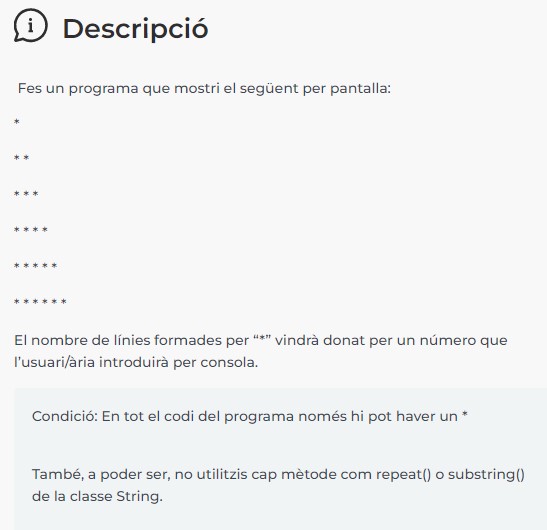 Descripció
Fes un programa que mostri el següent per pantalla:
*
* *
* * *
* * * *
* * * * *
* * * * * *
El nombre de línies formades per “*” vindrà donat per un número que
l’usuari/ària introduirà per consola.
Condició: En tot el codi del programa només hi pot haver un *
També, a poder ser, no utilitzis cap mètode com repeat() o substring()
de la classe String.